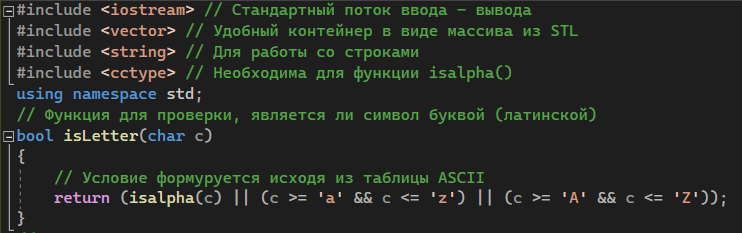 #include <iostream> // Стандартный поток ввода – вывода
#include <vector> // Удобный контейнер в виде массива из STL
#include <string> // Для работы со строками
#include <cctype> // Необходима для функции isalpha()
using namespace std;
// Функция для проверки, является ли символ буквой (латинской)
bool isLetter(char c)
{
// Условие формуруется исходя из таблицы ASCII
return (isalpha(c) || (c >= 'a' && c <= 'z') || (c >= 'A' && c <= 'Z'));
}